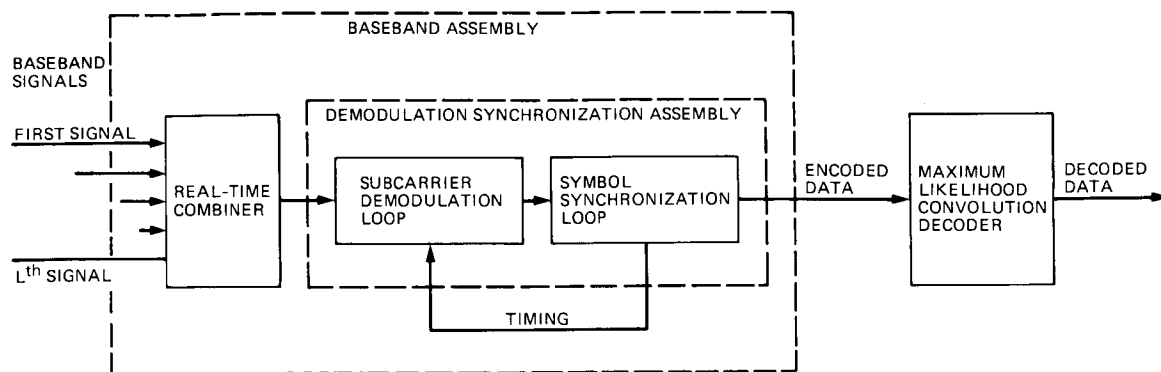 BASEBAND ASSEMBLY
BASEBAND
SIGNALS
DEMODULATION SYNCHRONIZATION ASSEMBLY
FIRST SIGNAL
REAL-TIME
COMBINER
SUBCARRIER
DEMODULATION
LOOP
SYMBOL
SYNCHRONIZATION
LOOP
ENCODED
DATA
MAXIMUM
LIKELIHOOD
CONVOLUTION
DECODER
DECODED
DATA
Lth SIGNAL
TIMING